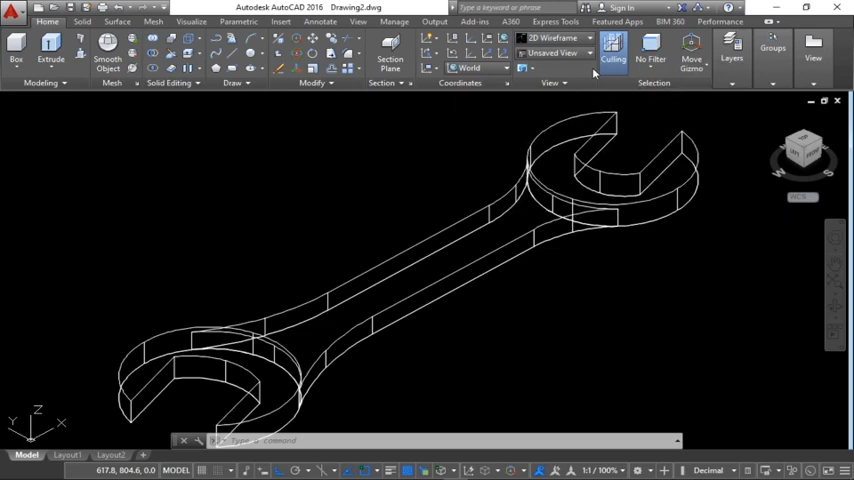 Autodesk AutoCAD 2016 Drawing2.dwg
Type a keyword or phrase
Sign In
Home Solid Surface Mesh Visualize Parametric Insert Annotate View Manage Output Add-ins A360 Express Tools Featured Apps BIM 360 Performance
Box
Extrude
Smooth Object
Section Plane
World
2D Wireframe
Unsaved View
Culling
No Filter
Move Gizmo
Layers
Groups
View
Modeling
Mesh
Solid Editing
Draw
Modify
Section
Coordinates
View
Selection
TOP
LEFT
FRONT
W
S
WCS
Z
Y
X
Type a command
Model Layout1 Layout2 +
617.8, 804.6, 0.0 MODEL 1:1 / 100% Decimal